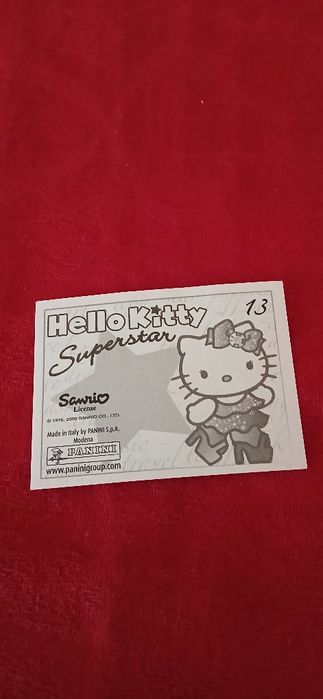 Hello Kitty
13
Superstar
Sanrio
License
© 1976, 2009 SANRIO CO., LTD.
Made in Italy by PANINI S.p.A.
Modena
PANINI
www.paninigroup.com